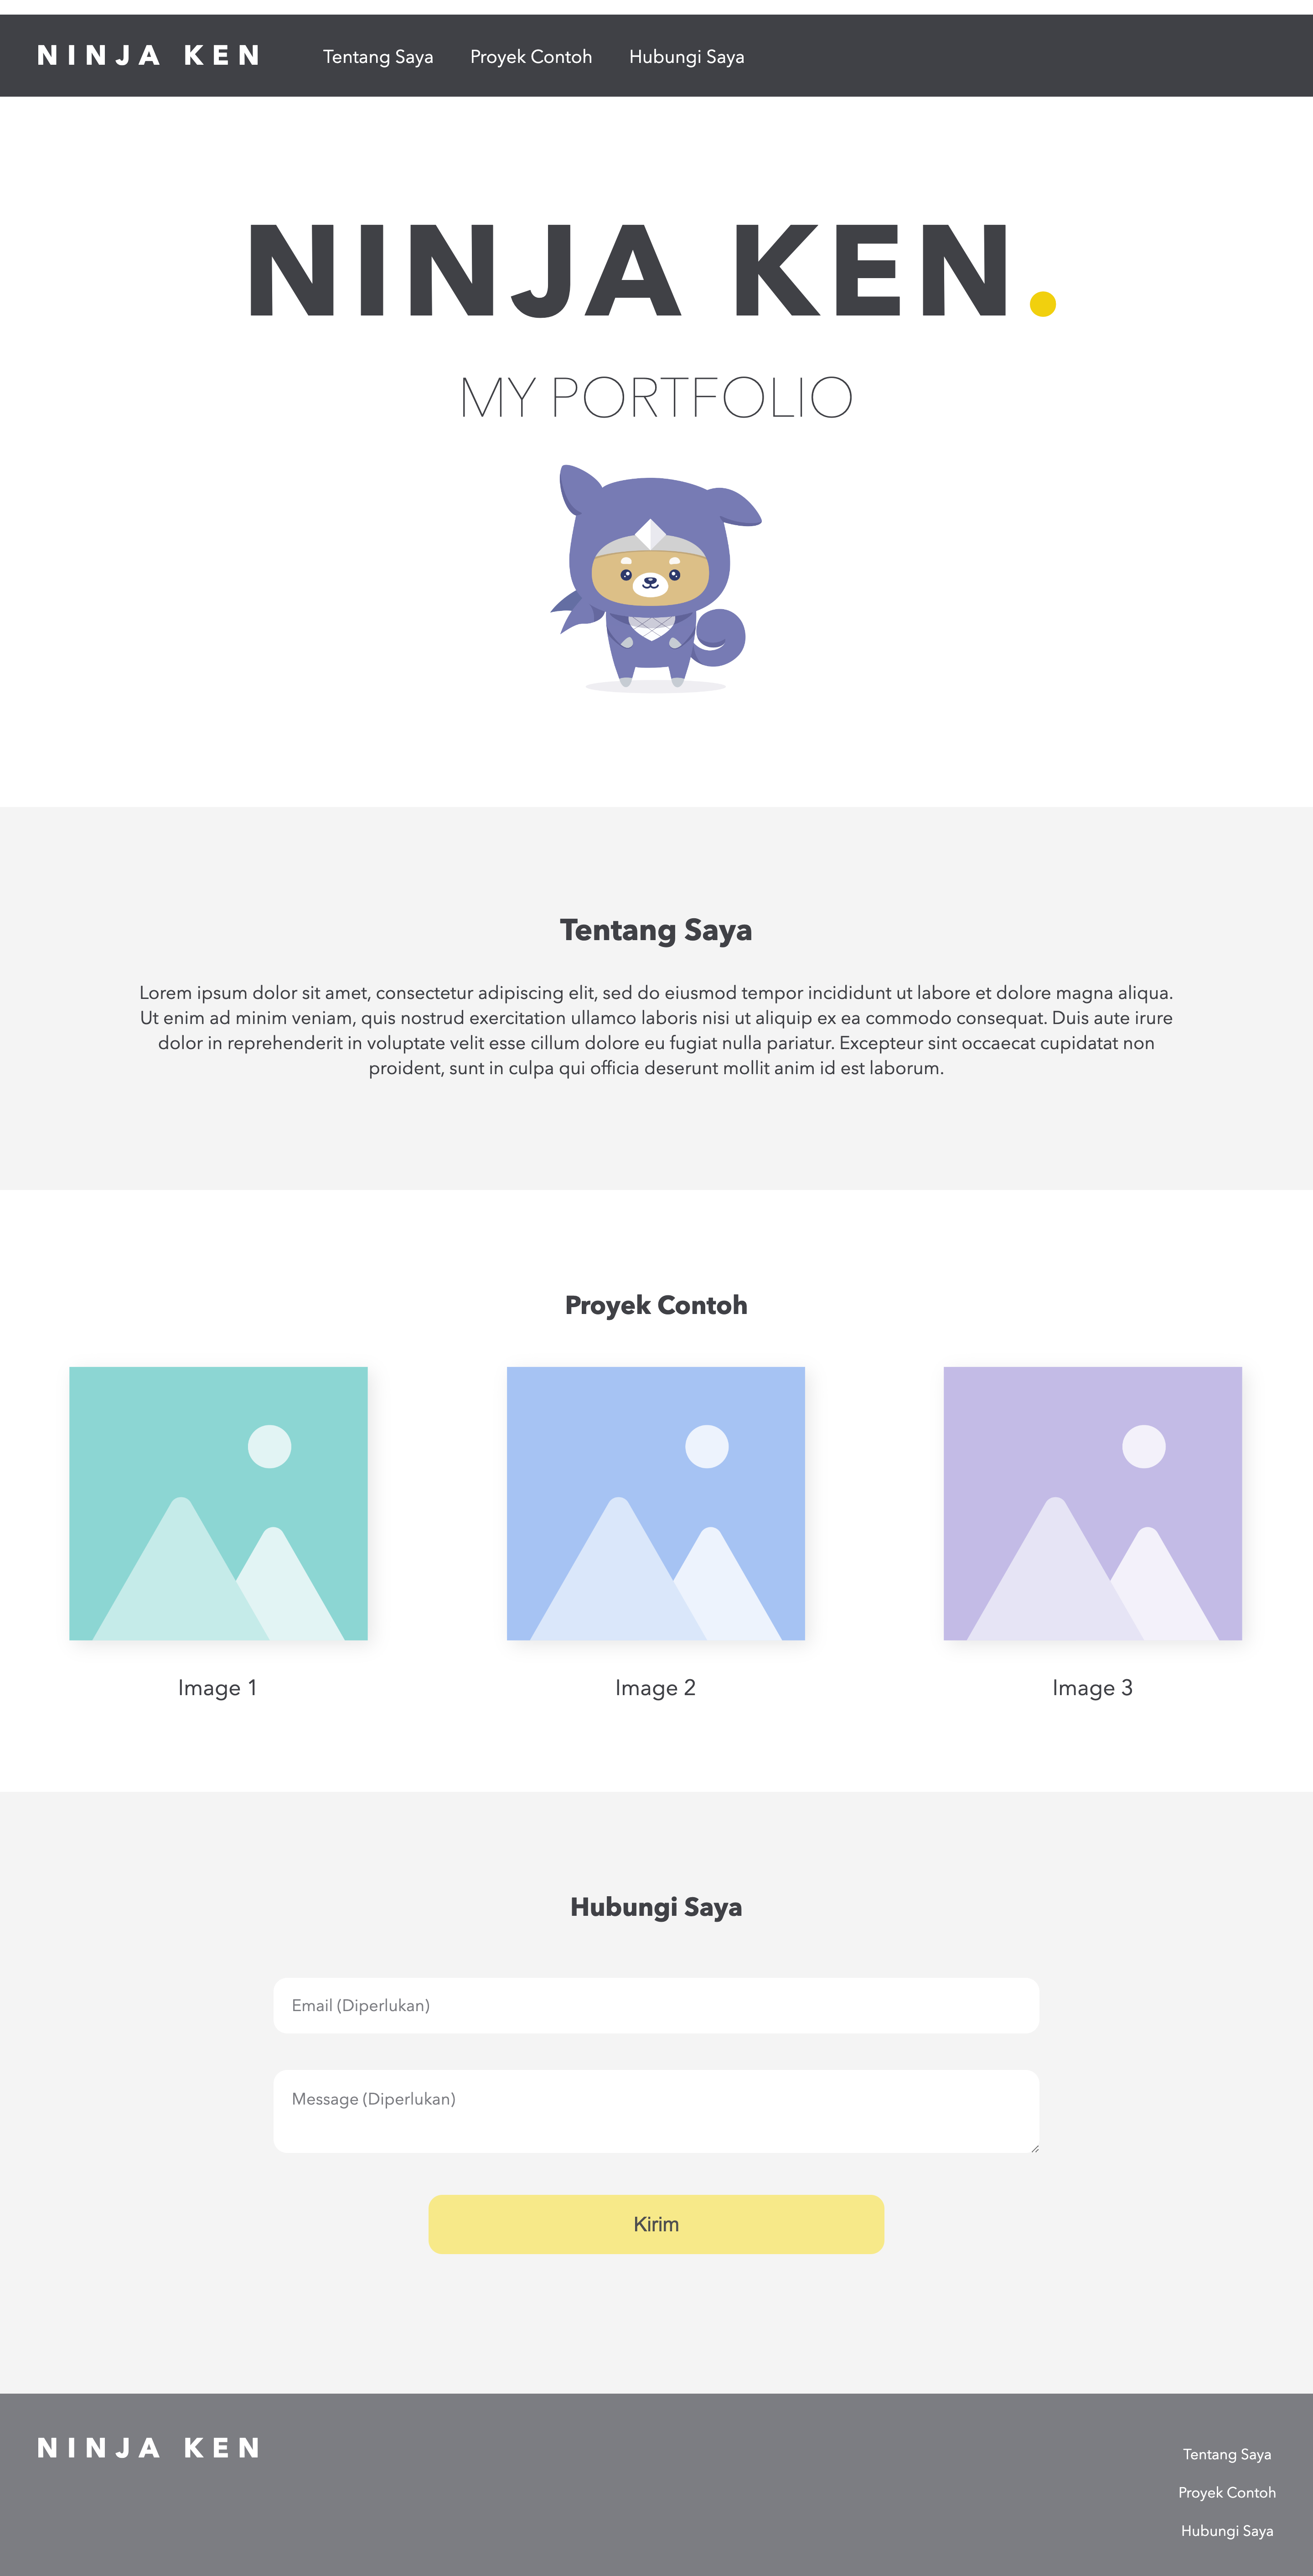 NINJA KEN
Tentang Saya
Proyek Contoh
Hubungi Saya
NINJA KEN.
MY PORTFOLIO
Tentang Saya
Lorem ipsum dolor sit amet, consectetur adipiscing elit, sed do eiusmod tempor incididunt ut labore et dolore magna aliqua.
Ut enim ad minim veniam, quis nostrud exercitation ullamco laboris nisi ut aliquip ex ea commodo consequat. Duis aute irure
dolor in reprehenderit in voluptate velit esse cillum dolore eu fugiat nulla pariatur. Excepteur sint occaecat cupidatat non
proident, sunt in culpa qui officia deserunt mollit anim id est laborum.
Proyek Contoh
Image 1
Image 2
Image 3
Hubungi Saya
Email (Diperlukan)
Message (Diperlukan)
Kirim
NINJA KEN
Tentang Saya
Proyek Contoh
Hubungi Saya